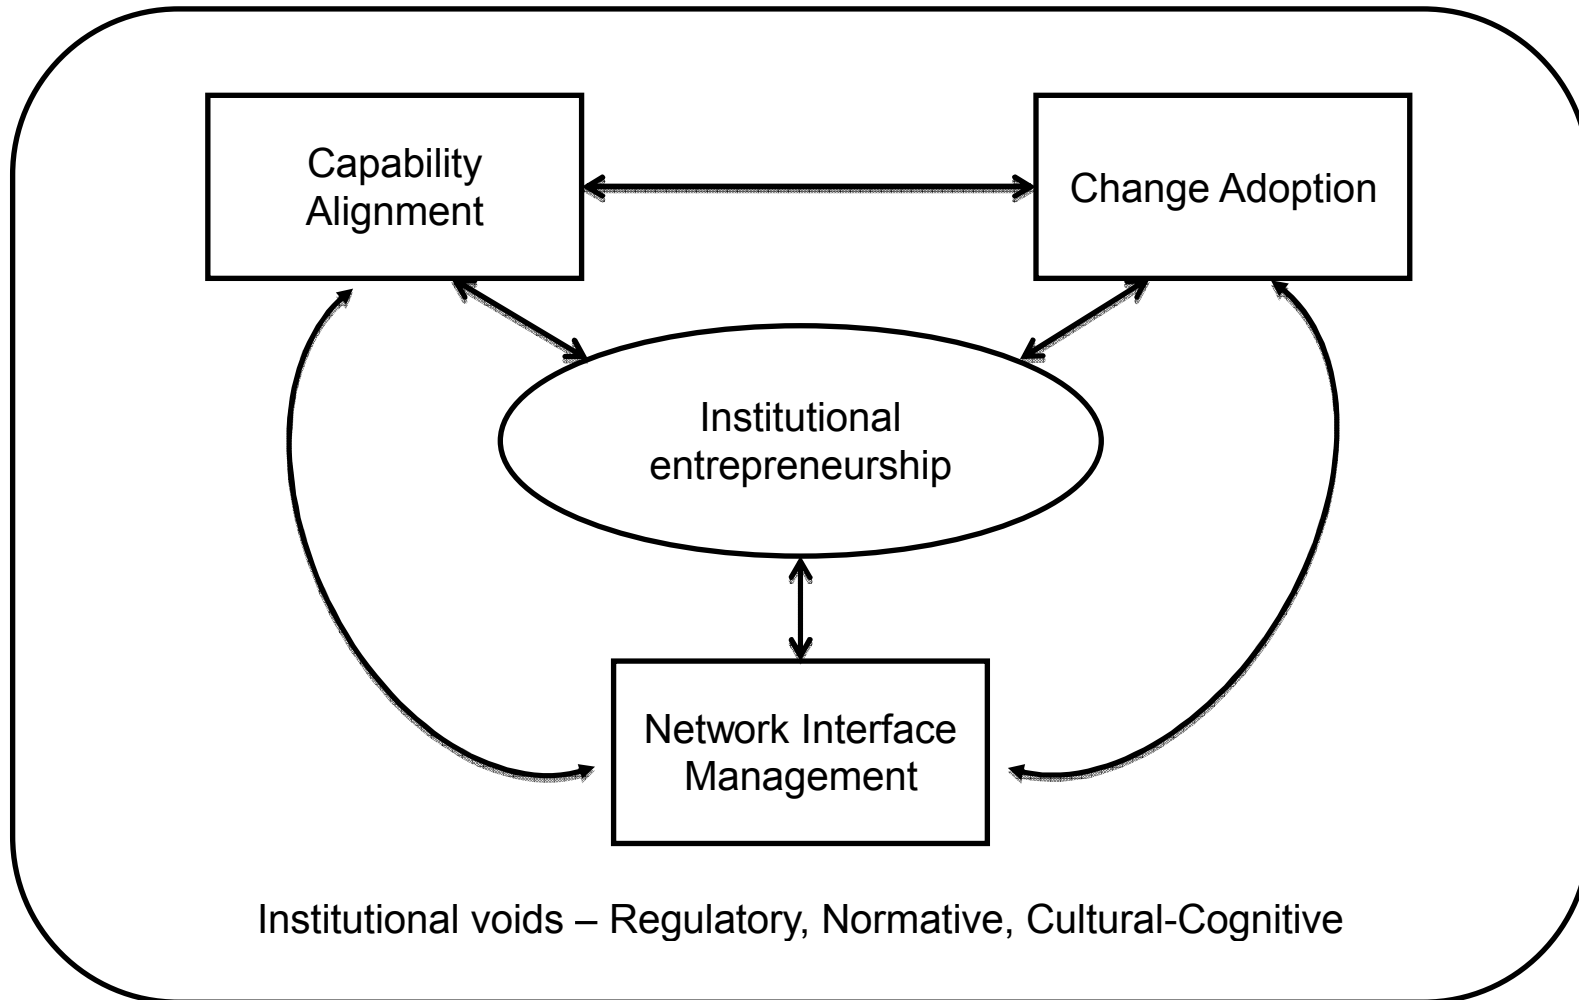 Capability
Alignment
Change Adoption
Institutional
entrepreneurship
Network Interface
Management
Institutional voids – Regulatory, Normative, Cultural-Cognitive